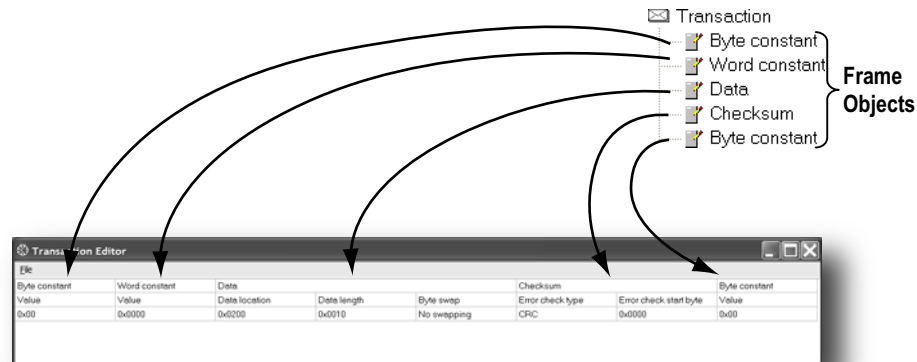 Transaction
Byte constant
Word constant
Data
Checksum
Byte constant
Frame
Objects
Transaction Editor
File
Byte constant Word constant Data Checksum Byte constant
Value Value Data location Data length Byte swap Error check type Error check start byte Value
0x00 0x0000 0x0200 0x0010 No swapping CRC 0x0000 0x00